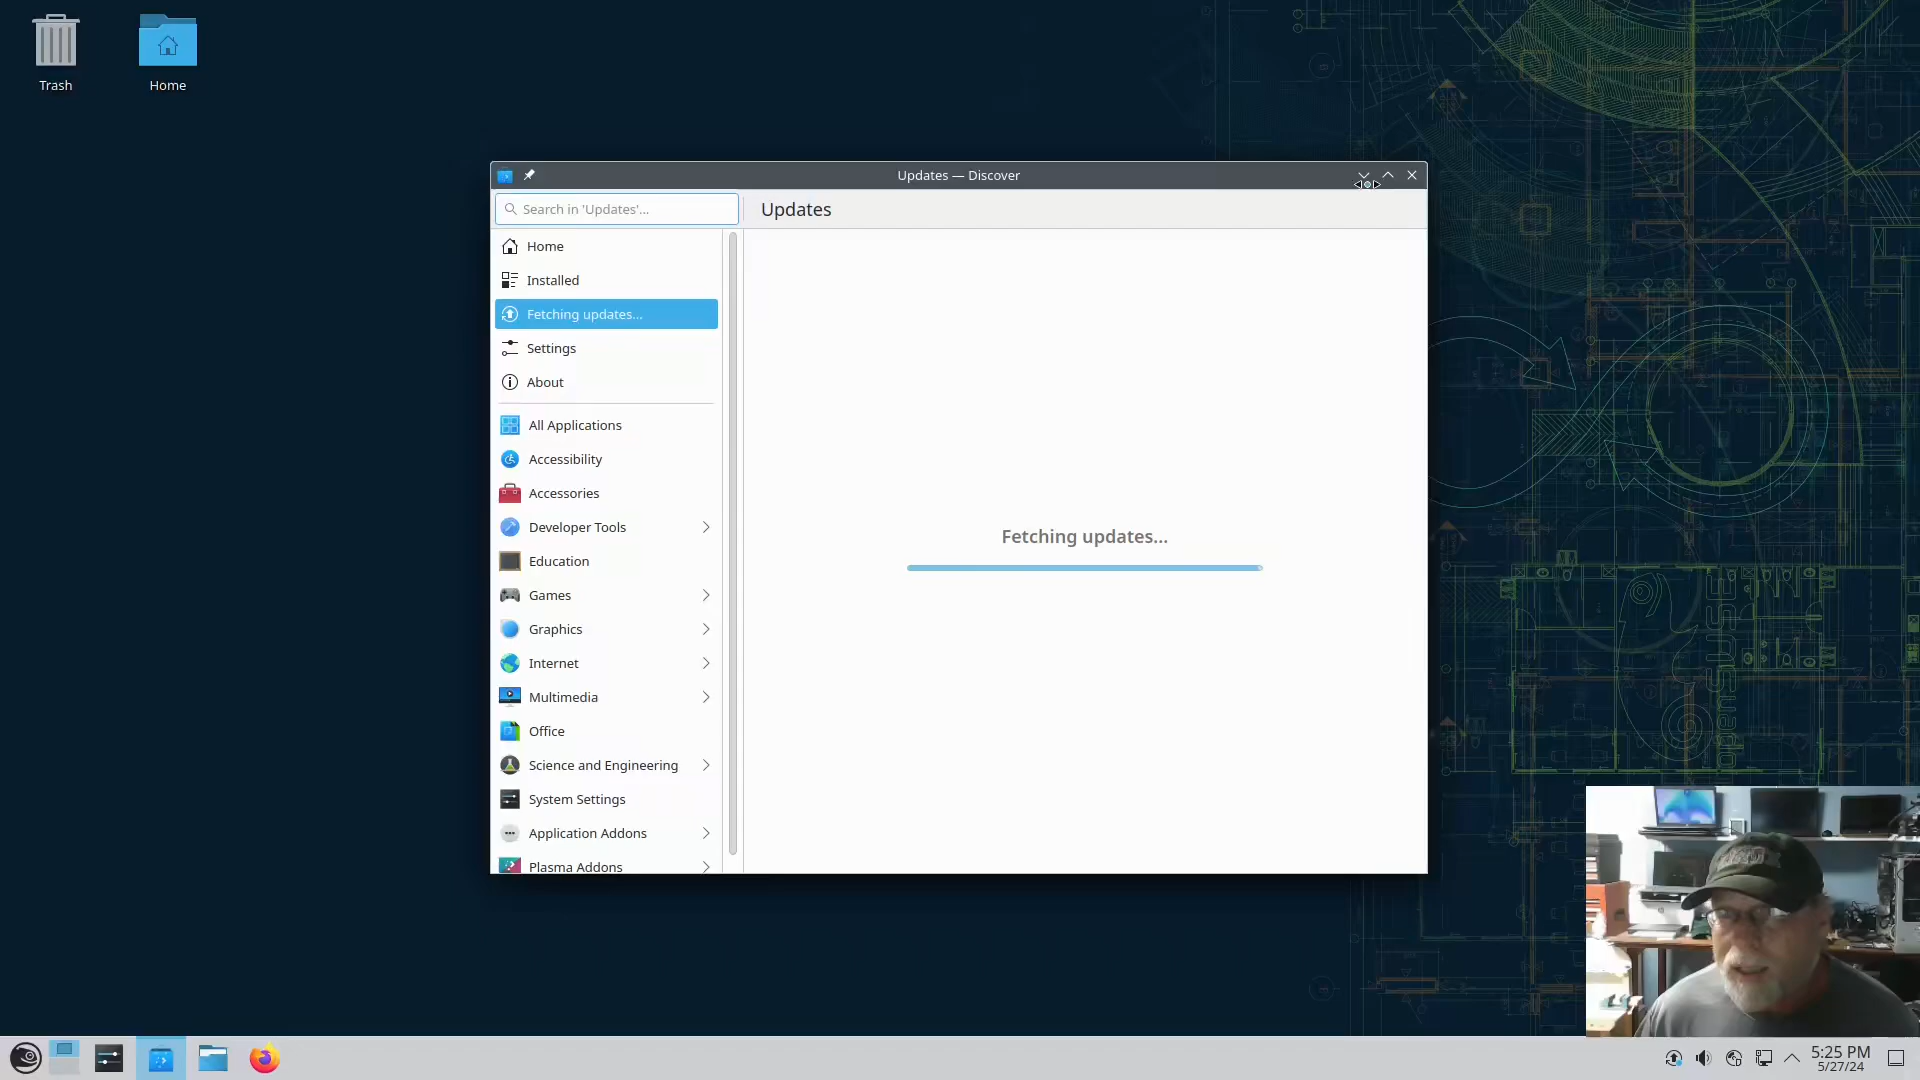 Trash
Home
Updates — Discover
Search in 'Updates'...
Updates
Home
Installed
Fetching updates...
Settings
About
All Applications
Accessibility
Accessories
Developer Tools
Education
Games
Graphics
Internet
Multimedia
Office
Science and Engineering
System Settings
Application Addons
Plasma Addons
Fetching updates...
openSUSE
5:25 PM
5/27/24